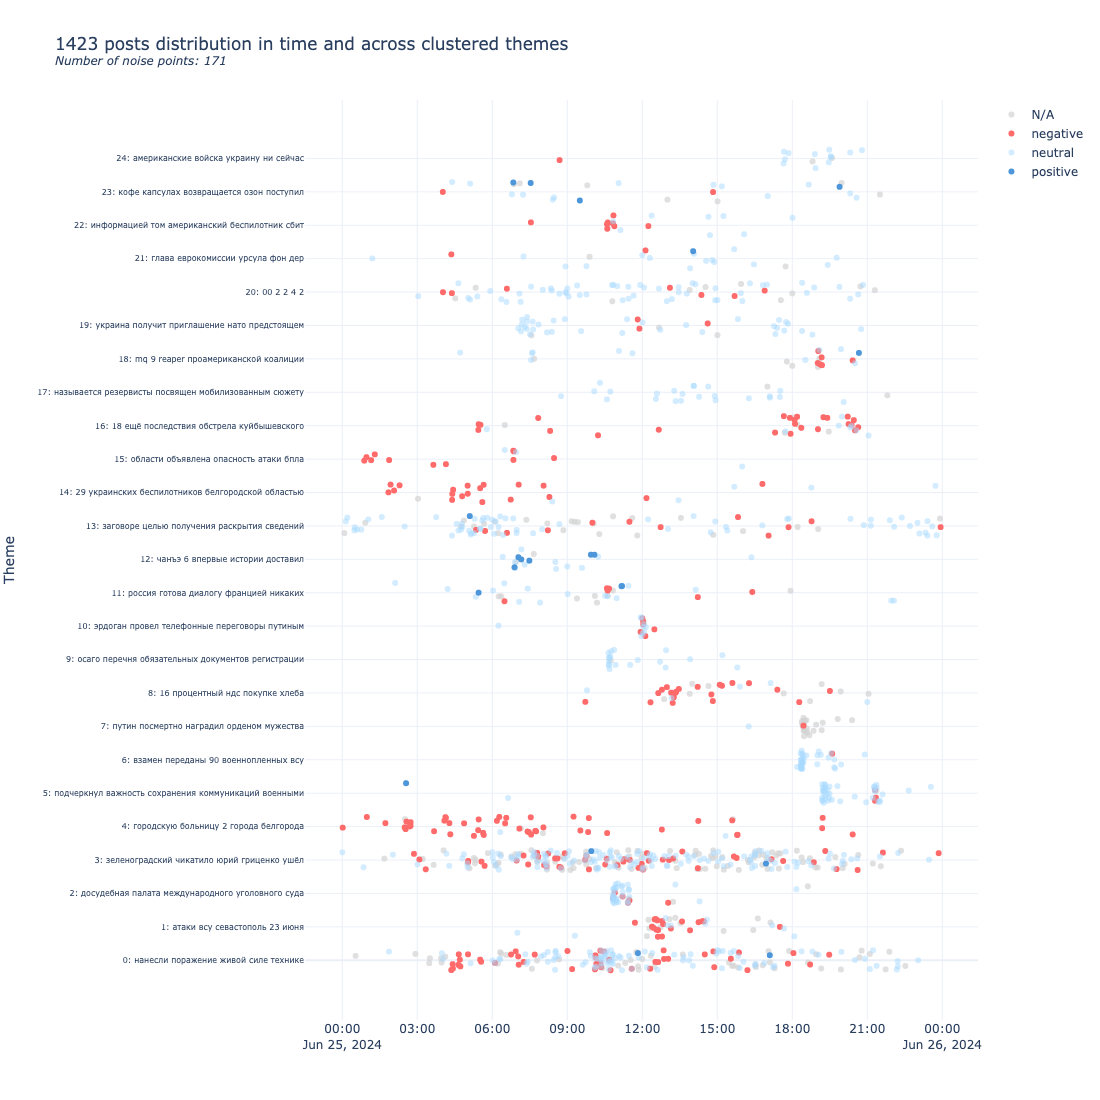 1423 posts distribution in time and across clustered themes
Number of noise points: 171
N/A
negative
neutral
positive
Theme
24: американские войска украину ни сейчас
23: кофе капсулах возвращается озон поступил
22: информацией том американский беспилотник сбит
21: глава еврокомиссии урсула фон дер
20: 00 2 2 4 2
19: украина получит приглашение нато предстоящем
18: mq 9 reaper проамериканской коалиции
17: называется резервисты посвящен мобилизованным сюжету
16: 18 ещё последствия обстрела куйбышевского
15: области объявлена опасность атаки бпла
14: 29 украинских беспилотников белгородской областью
13: заговоре целью получения раскрытия сведений
12: чанъэ 6 впервые истории доставил
11: россия готова диалогу францией никаких
10: эрдоган провел телефонные переговоры путиным
9: осаго перечня обязательных документов регистрации
8: 16 процентный ндс покупке хлеба
7: путин посмертно наградил орденом мужества
6: взамен переданы 90 военнопленных всу
5: подчеркнул важность сохранения коммуникаций военными
4: городскую больницу 2 города белгорода
3: зеленоградский чикатило юрий гриценко ушёл
2: досудебная палата международного уголовного суда
1: атаки всу севастополь 23 июня
0: нанесли поражение живой силе технике
00:00 03:00 06:00 09:00 12:00 15:00 18:00 21:00 00:00
Jun 25, 2024 Jun 26, 2024